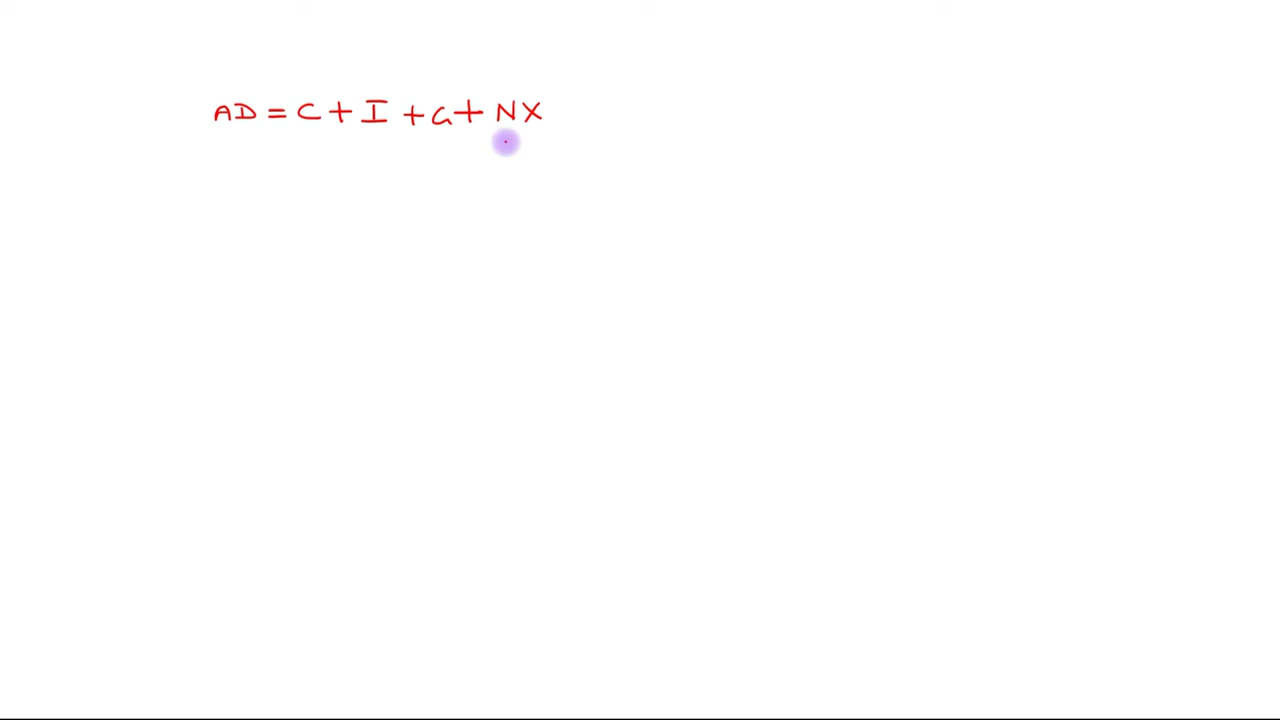 AD = C + I + G + NX